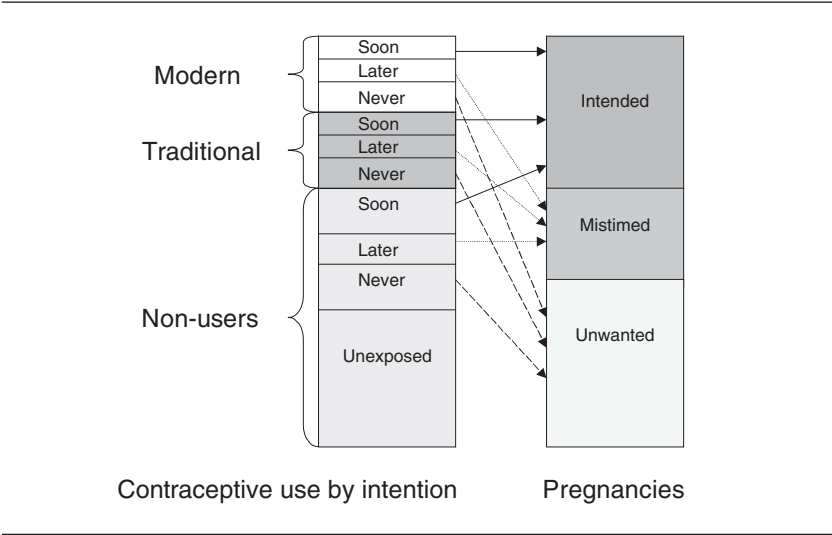 Modern
Soon
Later
Never
Traditional
Soon
Later
Never
Non-users
Soon
Later
Never
Unexposed
Intended
Mistimed
Unwanted
Contraceptive use by intention
Pregnancies